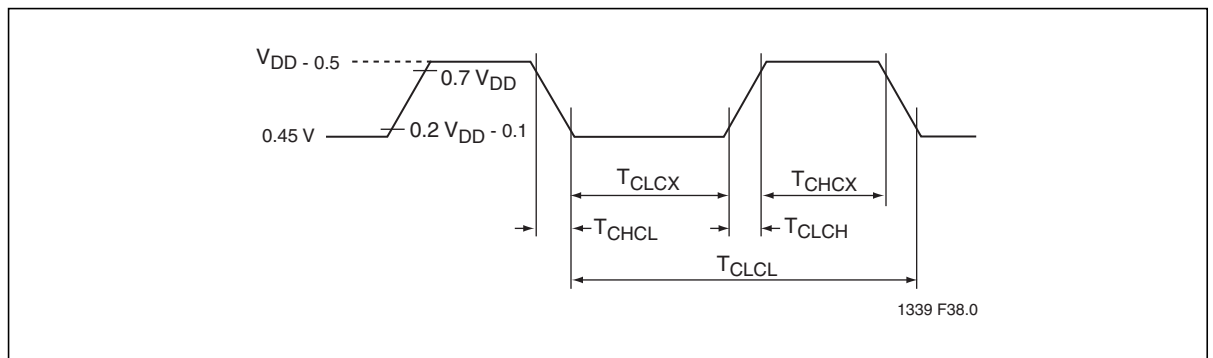 VDD - 0.5
0.7 VDD
0.2 VDD - 0.1
0.45 V
TCLCX
TCHCX
TCHCL
TCLCH
TCLCL
1339 F38.0